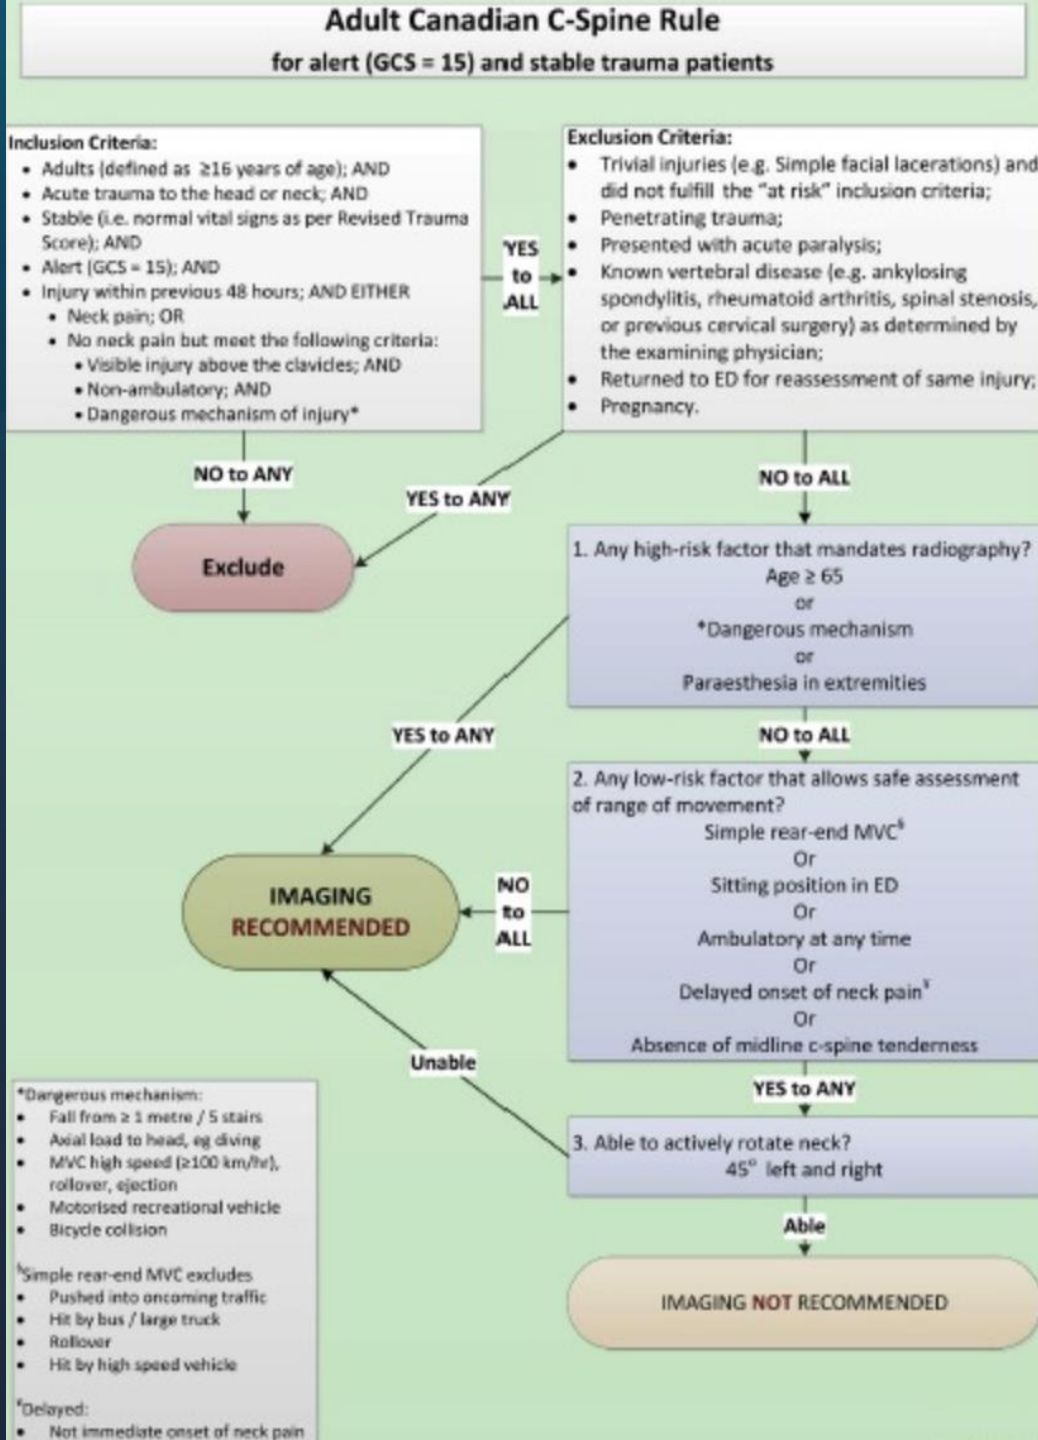 Adult Canadian C-Spine Rule
for alert (GCS = 15) and stable trauma patients
Inclusion Criteria:
• Adults (defined as ≥16 years of age); AND
• Acute trauma to the head or neck; AND
• Stable (i.e. normal vital signs as per Revised Trauma
Score); AND
• Alert (GCS = 15); AND
• Injury within previous 48 hours; AND EITHER
• Neck pain; OR
• No neck pain but meet the following criteria:
• Visible injury above the clavicles; AND
• Non-ambulatory; AND
• Dangerous mechanism of injury*
YES
to
ALL
Exclusion Criteria:
• Trivial injuries (e.g. Simple facial lacerations) and
did not fulfill the "at risk" inclusion criteria;
• Penetrating trauma;
• Presented with acute paralysis;
• Known vertebral disease (e.g. ankylosing
spondylitis, rheumatoid arthritis, spinal stenosis,
or previous cervical surgery) as determined by
the examining physician;
• Returned to ED for reassessment of same injury;
• Pregnancy.
NO to ANY
YES to ANY
NO to ALL
Exclude
1. Any high-risk factor that mandates radiography?
Age ≥ 65
or
*Dangerous mechanism
or
Paraesthesia in extremities
YES to ANY
NO to ALL
2. Any low-risk factor that allows safe assessment
of range of movement?
Simple rear-end MVC§
Or
Sitting position in ED
Or
Ambulatory at any time
Or
Delayed onset of neck pain¥
Or
Absence of midline c-spine tenderness
IMAGING
RECOMMENDED
NO
to
ALL
Unable
YES to ANY
3. Able to actively rotate neck?
45° left and right
Able
IMAGING NOT RECOMMENDED
*Dangerous mechanism:
• Fall from ≥ 1 metre / 5 stairs
• Axial load to head, eg diving
• MVC high speed (≥100 km/hr),
rollover, ejection
• Motorised recreational vehicle
• Bicycle collision
§Simple rear-end MVC excludes
• Pushed into oncoming traffic
• Hit by bus / large truck
• Rollover
• Hit by high speed vehicle
¥Delayed:
• Not immediate onset of neck pain